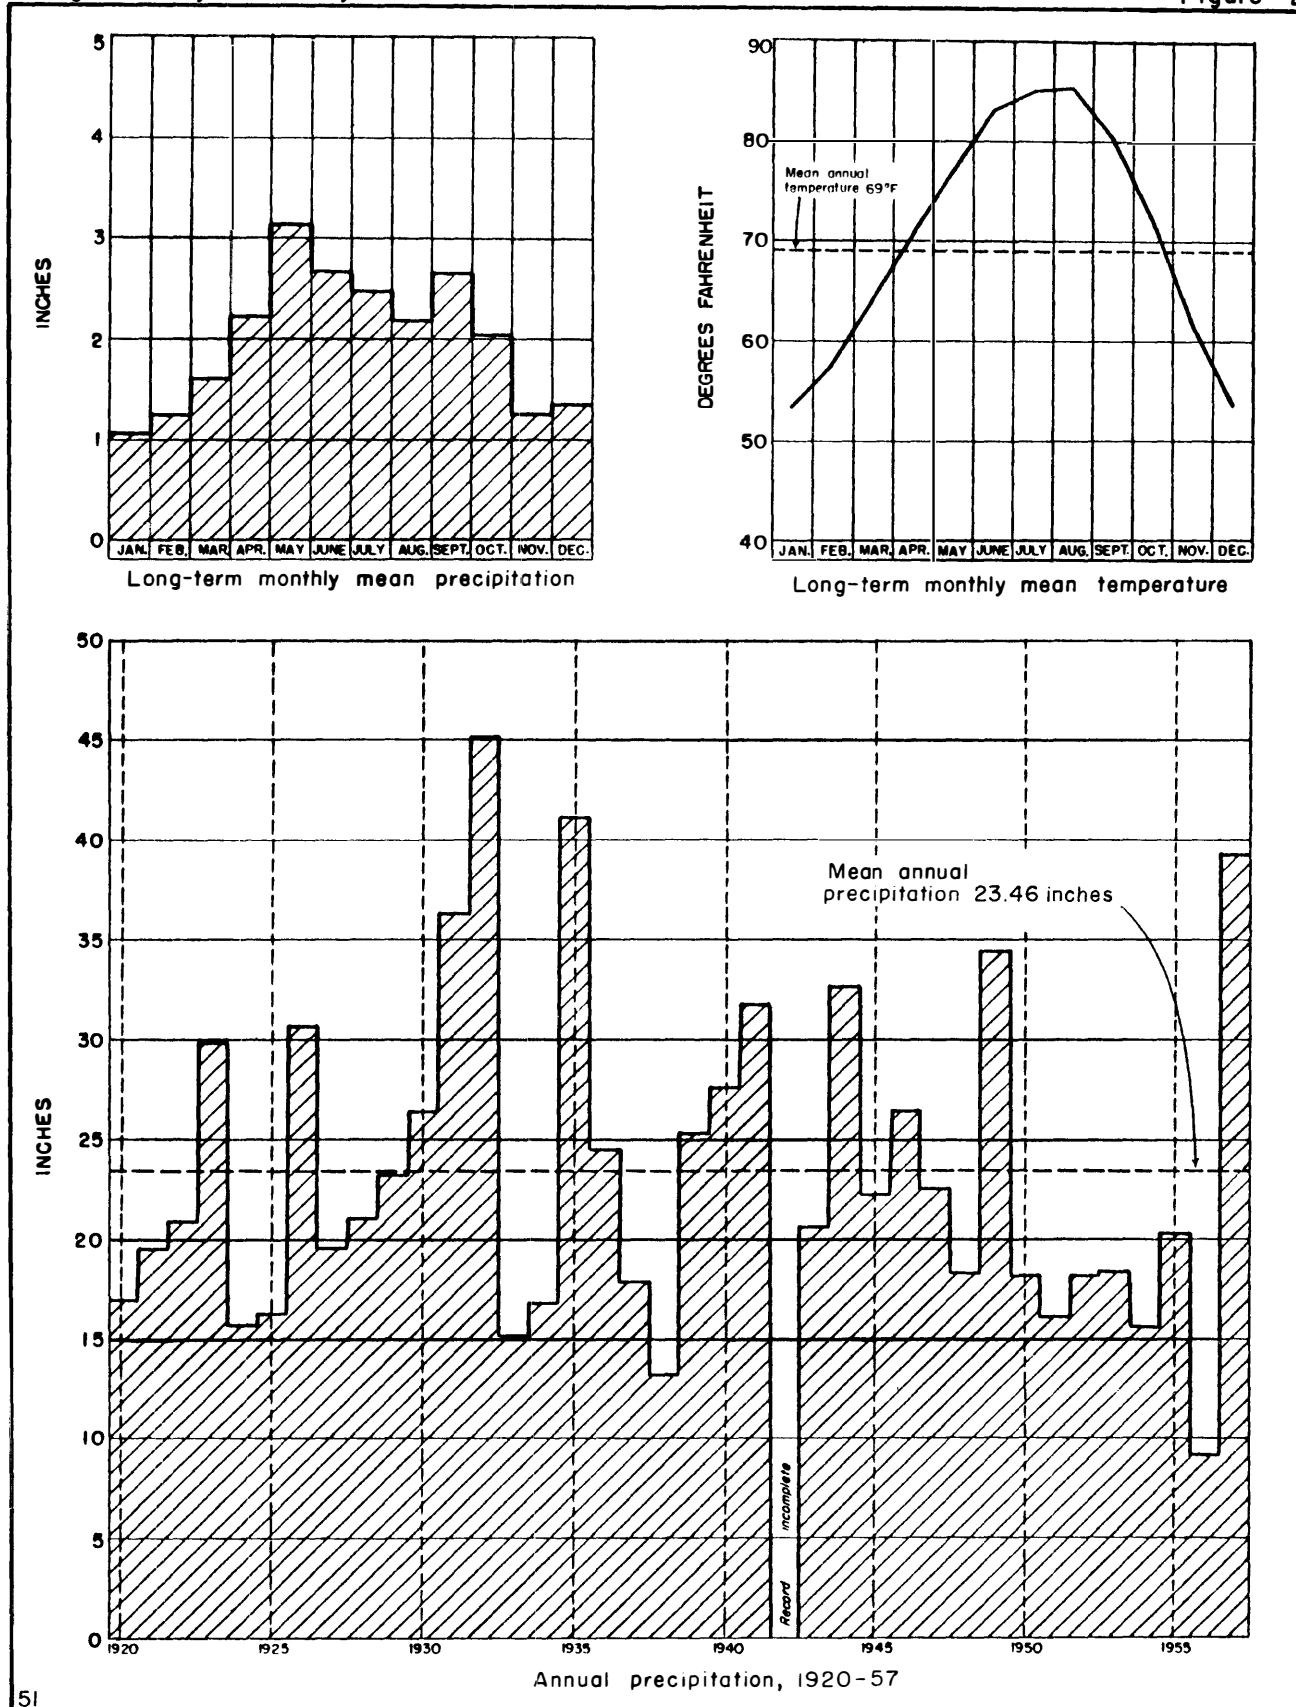 5
4
3
2
1
0
INCHES
JAN. FEB. MAR. APR. MAY JUNE JULY AUG. SEPT. OCT. NOV. DEC.
Long-term monthly mean precipitation
90
80
70
60
50
40
DEGREES FAHRENHEIT
Mean annual
temperature 69°F
JAN. FEB. MAR. APR. MAY JUNE JULY AUG. SEPT. OCT. NOV. DEC.
Long-term monthly mean temperature
50
45
40
35
30
25
20
15
10
5
0
INCHES
Mean annual
precipitation 23.46 inches
Record incomplete
1920 1925 1930 1935 1940 1945 1950 1955
Annual precipitation, 1920-57
51